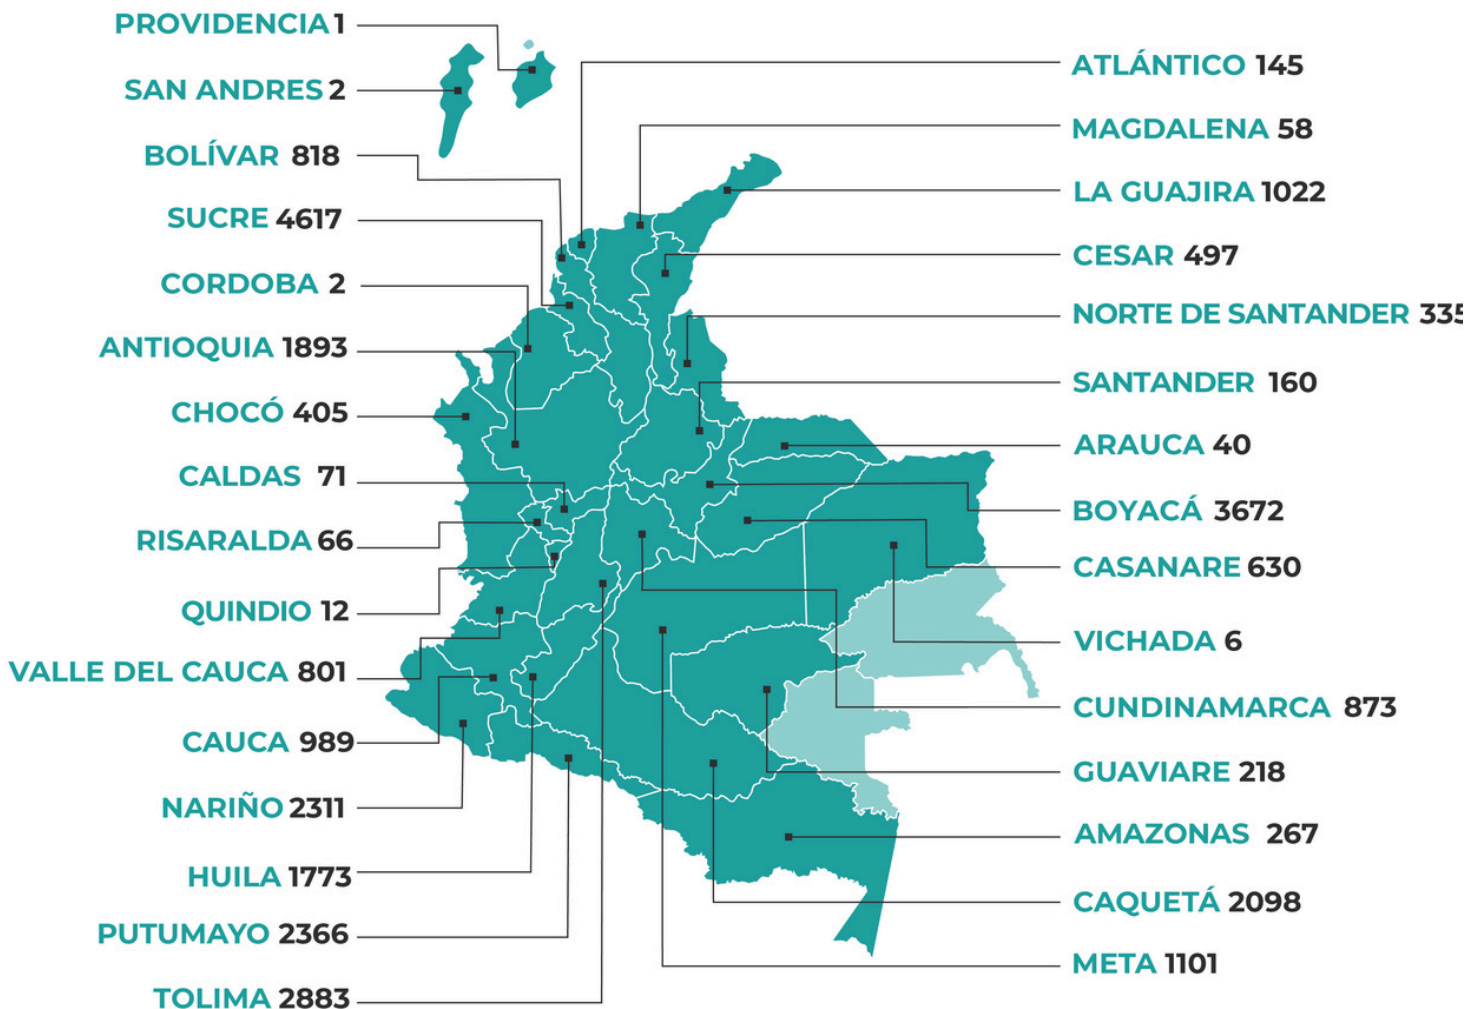 PROVIDENCIA 1
SAN ANDRES 2
BOLÍVAR 818
SUCRE 4617
CORDOBA 2
ANTIOQUIA 1893
CHOCÓ 405
CALDAS 71
RISARALDA 66
QUINDIO 12
VALLE DEL CAUCA 801
CAUCA 989
NARIÑO 2311
HUILA 1773
PUTUMAYO 2366
TOLIMA 2883
ATLÁNTICO 145
MAGDALENA 58
LA GUAJIRA 1022
CESAR 497
NORTE DE SANTANDER 335
SANTANDER 160
ARAUCA 40
BOYACÁ 3672
CASANARE 630
VICHADA 6
CUNDINAMARCA 873
GUAVIARE 218
AMAZONAS 267
CAQUETÁ 2098
META 1101